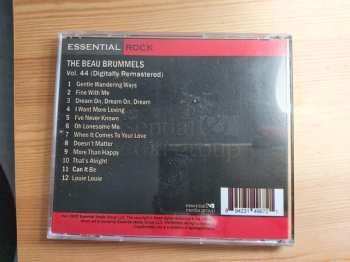 ESSENTIAL ROCK
THE BEAU BRUMMELS
Vol. 44 (Digitally Remastered)
1 Gentle Wandering Ways
2 Fine With Me
3 Dream On, Dream On, Dream
4 I Want More Loving
5 I've Never Known
6 Oh Lonesome Me
7 When It Comes To Your Love
8 Doesn't Matter
9 More Than Happy
10 That's Alright
11 Can It Be
12 Louie Louie